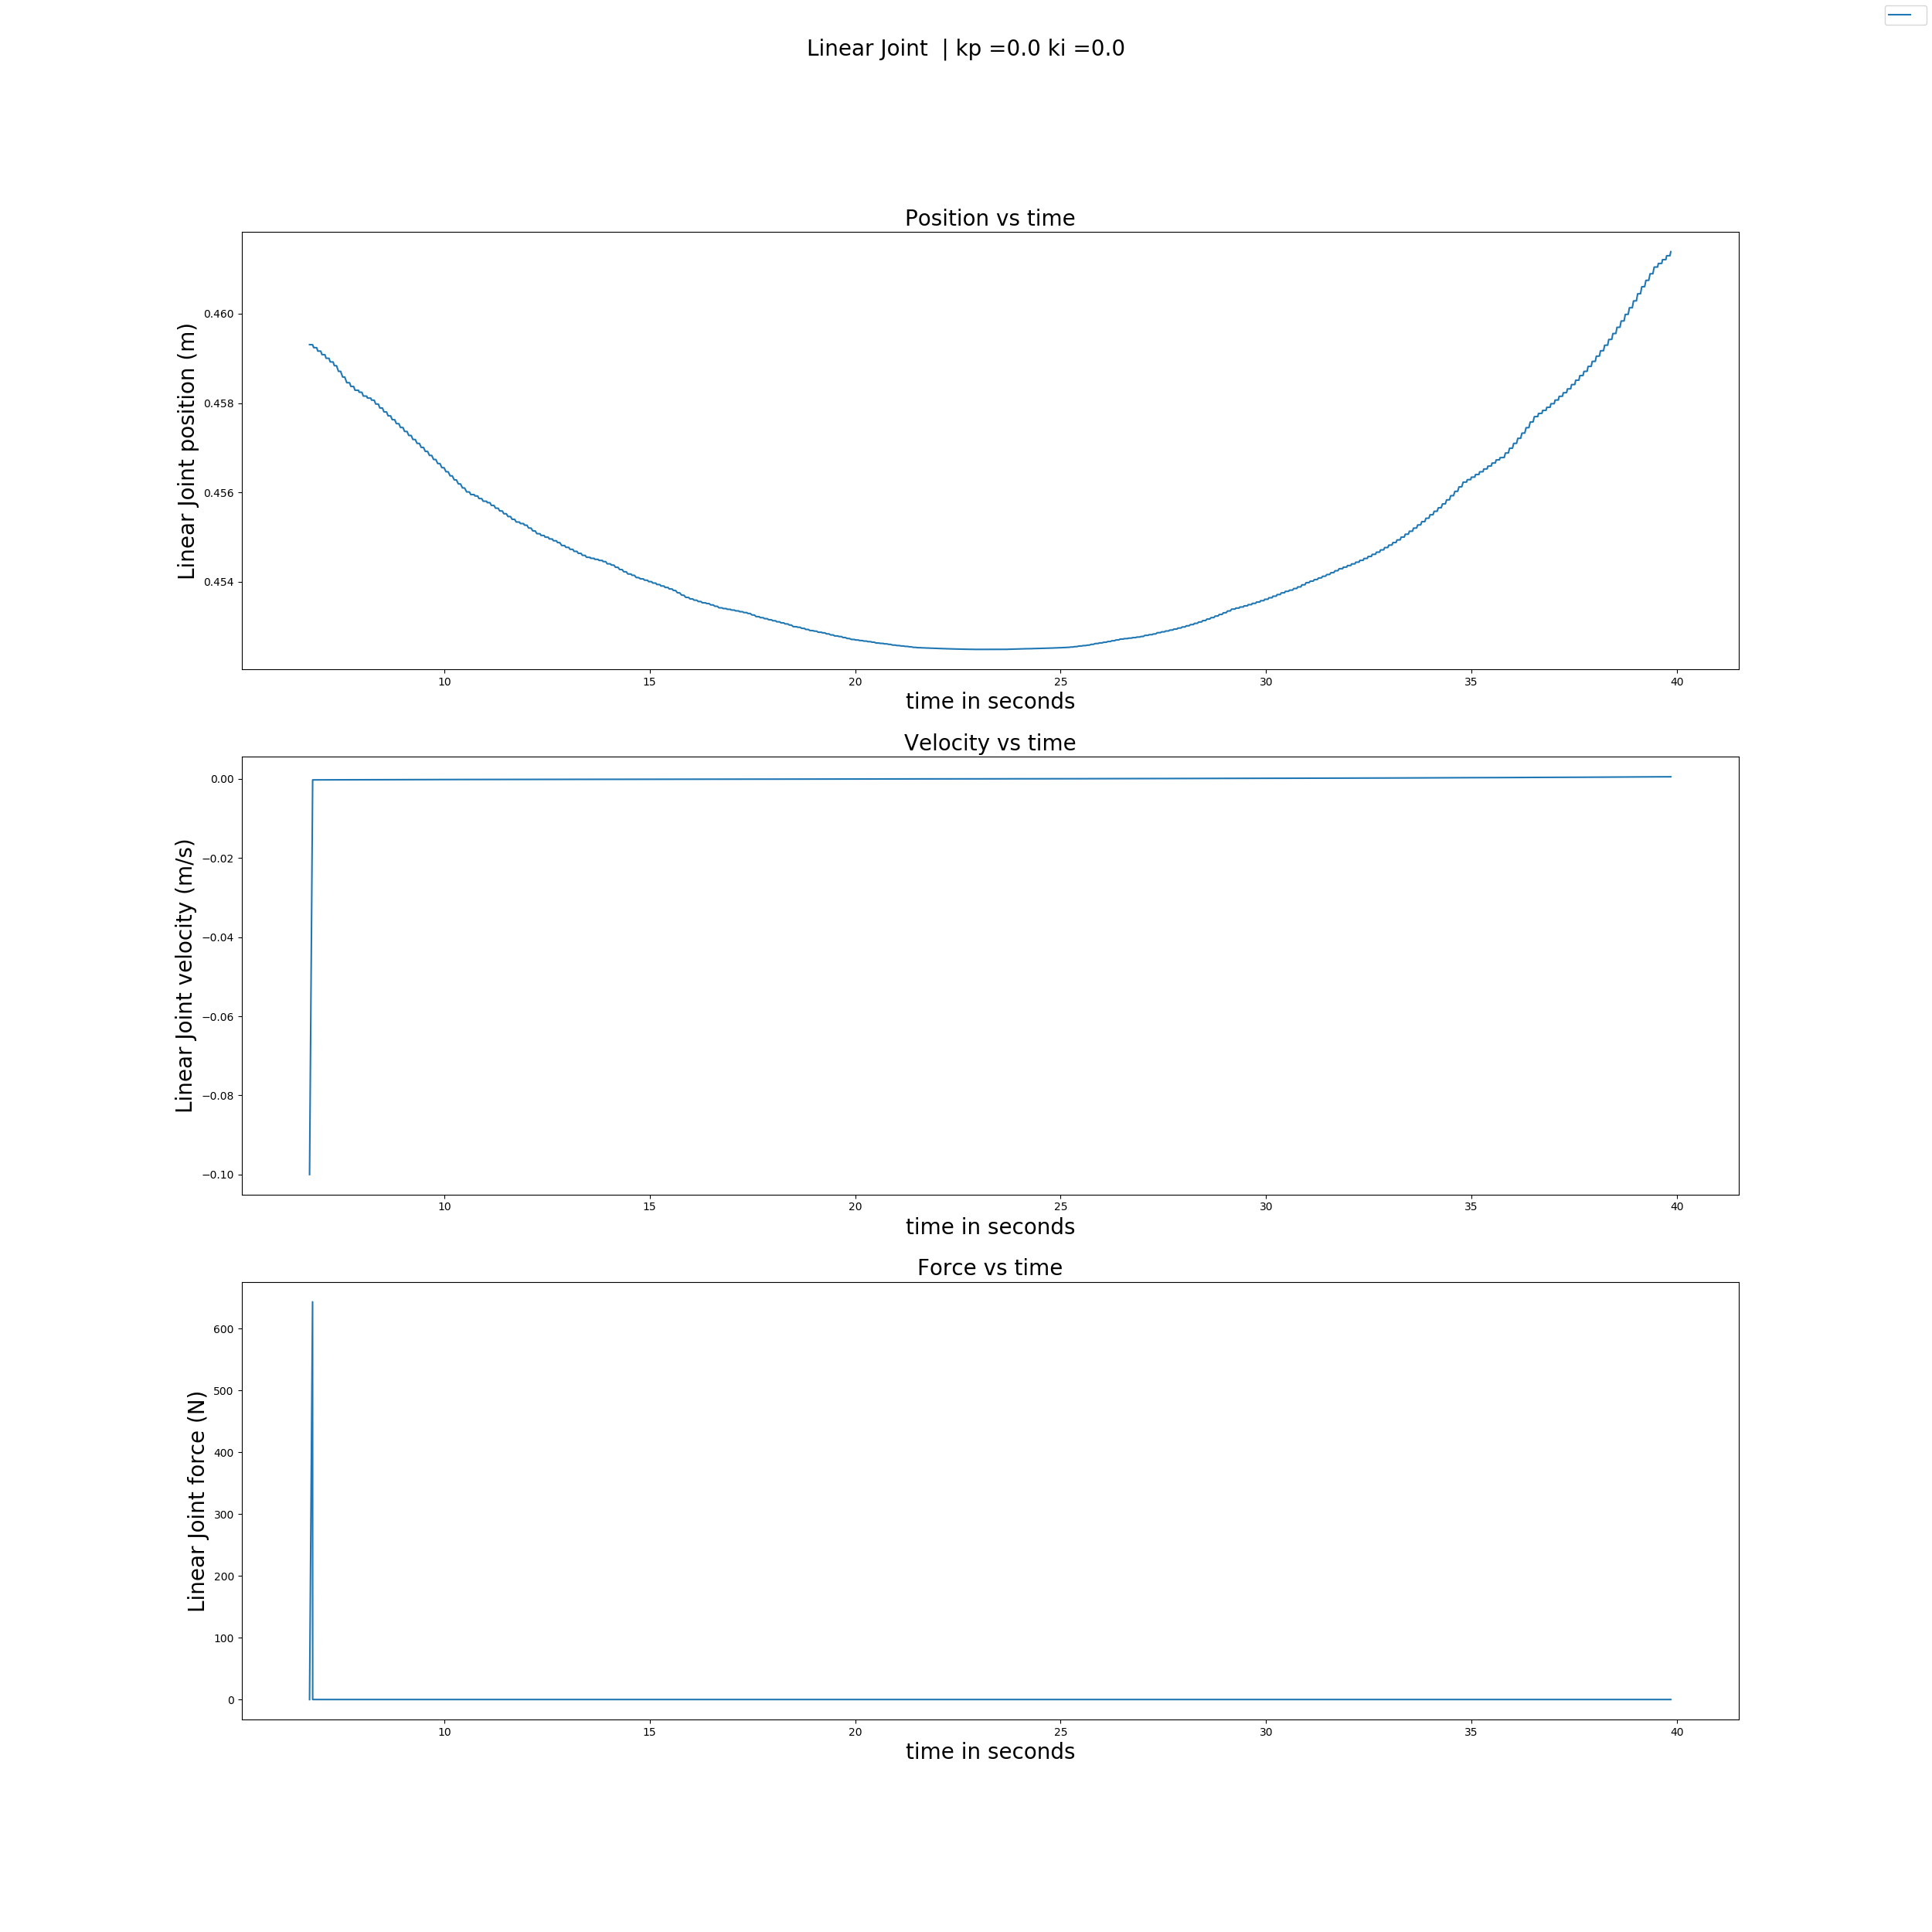 Linear Joint  | kp =0.0 ki =0.0
Position vs time
Linear Joint position (m)
0.460
0.458
0.456
0.454
10 15 20 25 30 35 40
time in seconds
Velocity vs time
Linear Joint velocity (m/s)
0.00
−0.02
−0.04
−0.06
−0.08
−0.10
10 15 20 25 30 35 40
time in seconds
Force vs time
Linear Joint force (N)
600
500
400
300
200
100
0
10 15 20 25 30 35 40
time in seconds